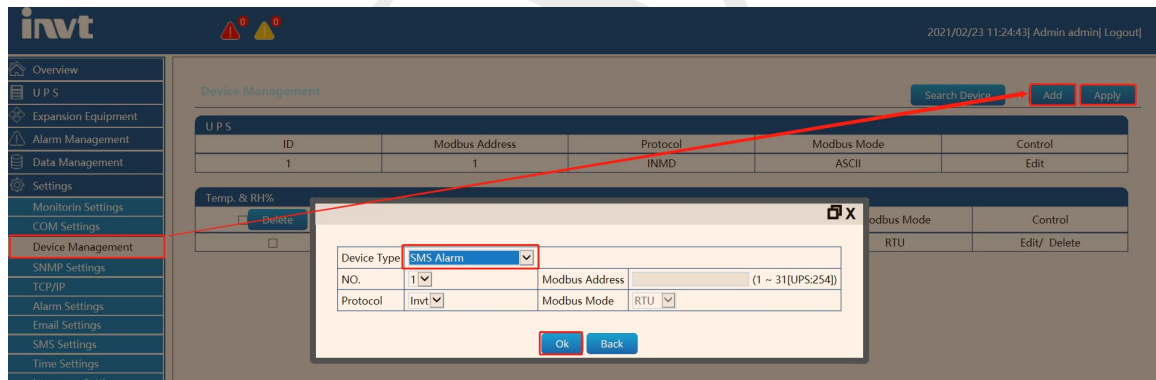 invt
0 0
2021/02/23 11:24:43| Admin admin| Logout|
Overview
UPS
Expansion Equipment
Alarm Management
Data Management
Settings
Monitorin Settings
COM Settings
Device Management
SNMP Settings
TCP/IP
Alarm Settings
Email Settings
SMS Settings
Time Settings
Device Management
Search Device Add Apply
UPS
ID Modbus Address Protocol Modbus Mode Control
1 1 INMD ASCII Edit
Temp. & RH%
Delete odbus Mode Control
RTU Edit/ Delete
X
Device Type SMS Alarm
NO. 1 Modbus Address (1 ~ 31[UPS:254])
Protocol Invt Modbus Mode RTU
Ok Back